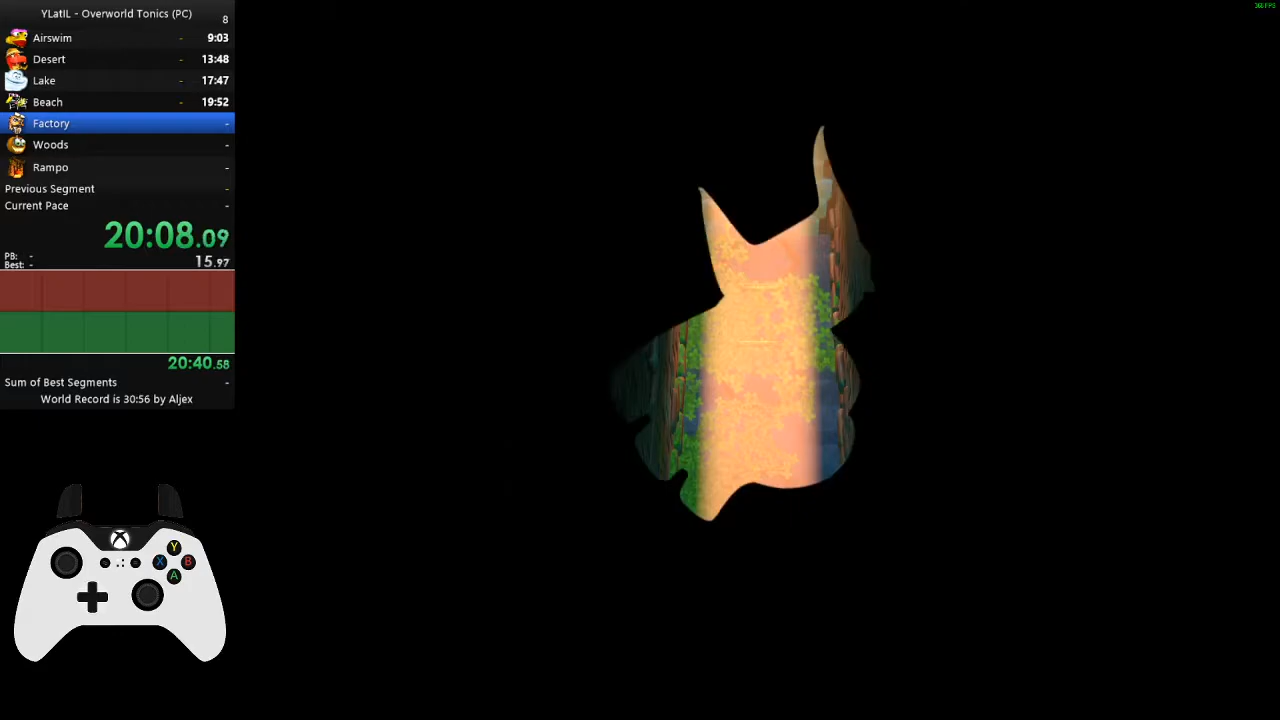 YLatIL - Overworld Tonics (PC)
8
Airswim - 9:03
Desert - 13:48
Lake - 17:47
Beach - 19:52
Factory -
Woods -
Rampo -
Previous Segment -
Current Pace -
20:08.09
PB: -
Best: -
15.97
20:40.58
Sum of Best Segments -
World Record is 30:56 by Aljex
Y
X B
A